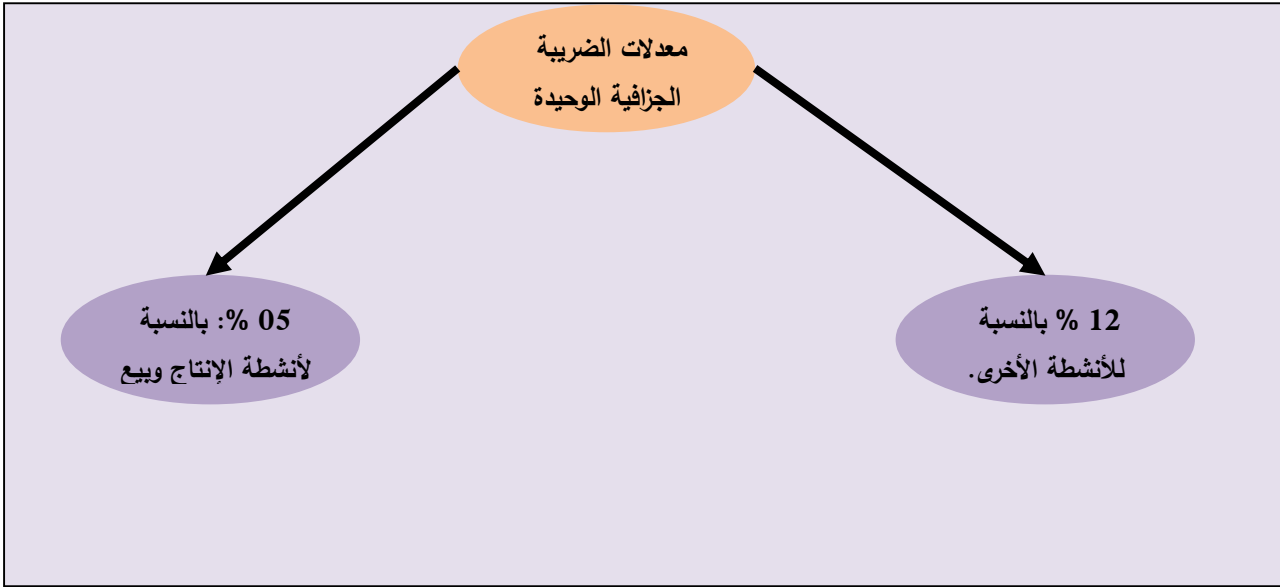 معدلات الضريبة
الجزافية الوحيدة
12 % بالنسبة
للأنشطة الأخرى.
05 %: بالنسبة
لأنشطة الإنتاج وبيع